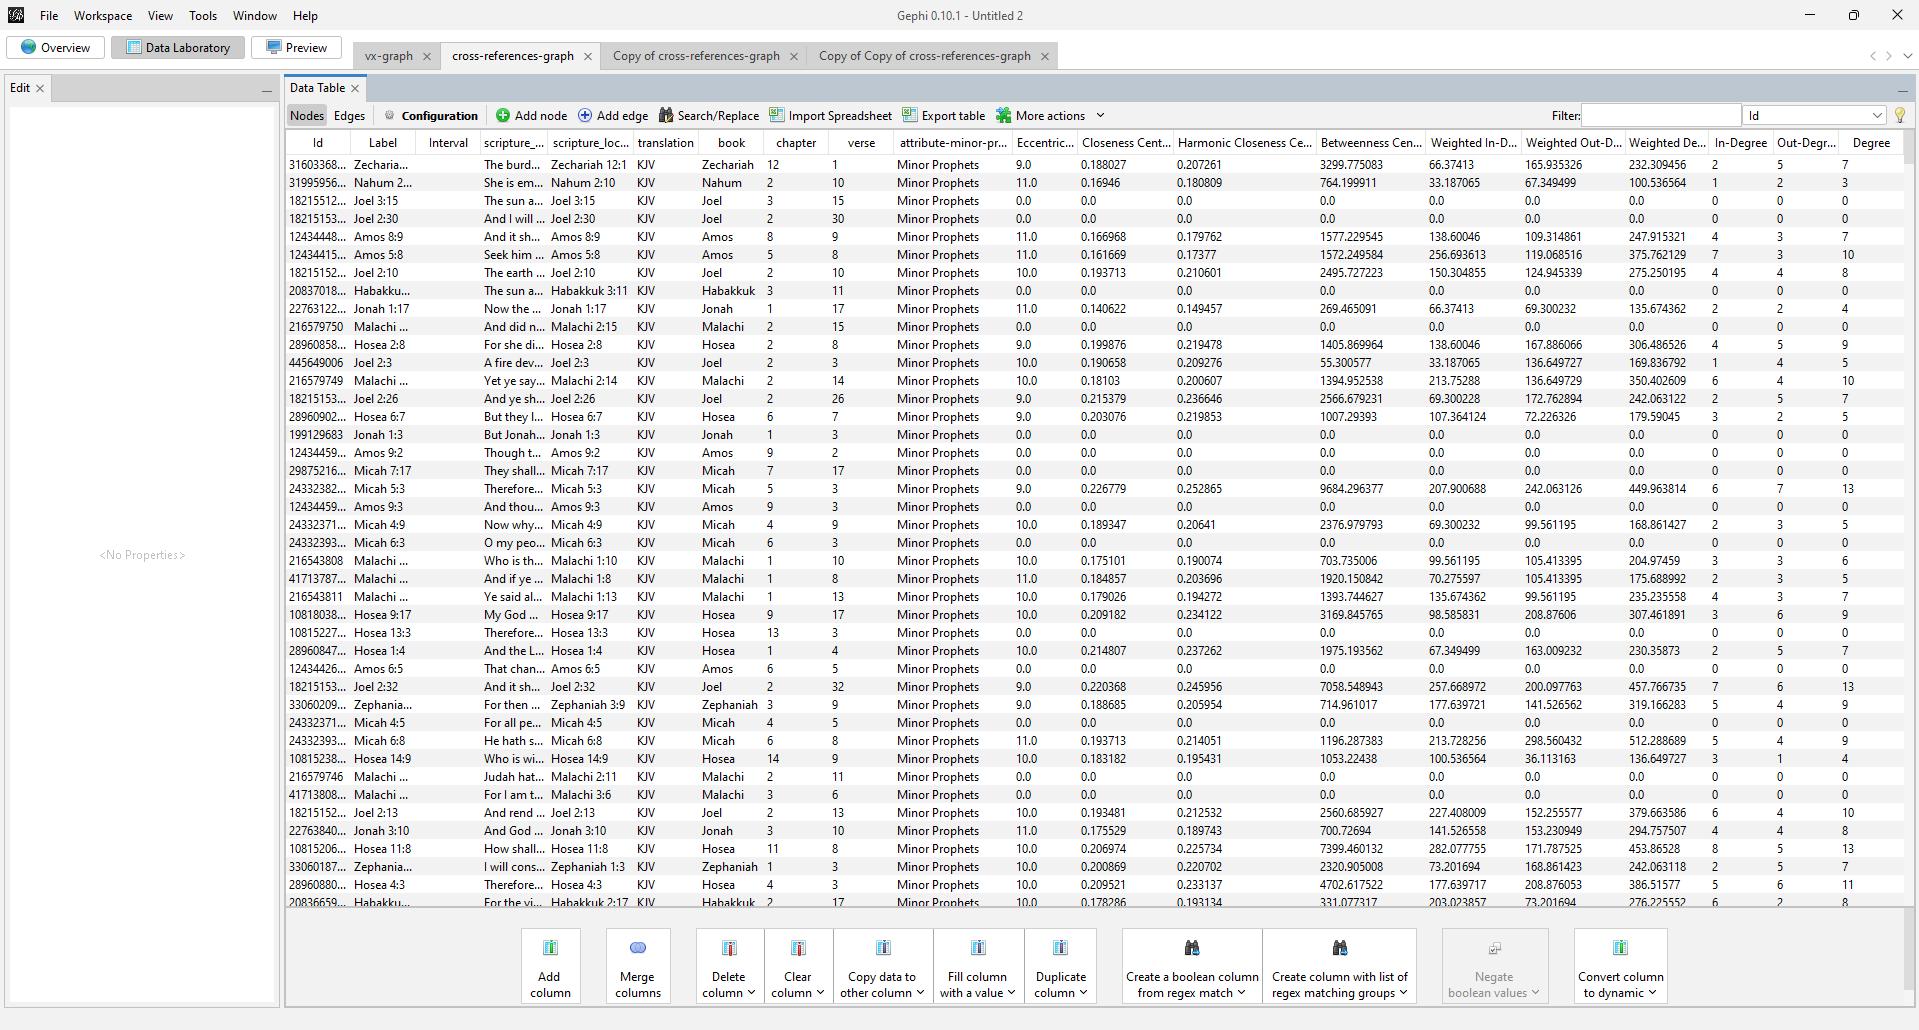 File Workspace View Tools Window Help Gephi 0.10.1 - Untitled 2
Overview Data Laboratory Preview vx-graph cross-references-graph Copy of cross-references-graph Copy of Copy of cross-references-graph
Edit Data Table
Nodes Edges Configuration Add node Add edge Search/Replace Import Spreadsheet Export table More actions Filter: Id
Id Label Interval scripture_... scripture_loc... translation book chapter verse attribute-minor-pr... Eccentric... Closeness Cent... Harmonic Closeness Ce... Betweenness Cen... Weighted In-D... Weighted Out-D... Weighted De... In-Degree Out-Degr... Degree
31603368... Zecharia... The burd... Zechariah 12:1 KJV Zechariah 12 1 Minor Prophets 9.0 0.188027 0.207261 3299.775083 66.37413 165.935326 232.309456 2 5 7
31995956... Nahum 2... She is em... Nahum 2:10 KJV Nahum 2 10 Minor Prophets 11.0 0.16946 0.180809 764.199911 33.187065 67.349499 100.536564 1 2 3
18215512... Joel 3:15 The sun a... Joel 3:15 KJV Joel 3 15 Minor Prophets 0.0 0.0 0.0 0.0 0.0 0.0 0.0 0 0 0
18215153... Joel 2:30 And I will ... Joel 2:30 KJV Joel 2 30 Minor Prophets 0.0 0.0 0.0 0.0 0.0 0.0 0.0 0 0 0
12434448... Amos 8:9 And it sh... Amos 8:9 KJV Amos 8 9 Minor Prophets 11.0 0.166968 0.179762 1577.229545 138.60046 109.314861 247.915321 4 3 7
12434415... Amos 5:8 Seek him ... Amos 5:8 KJV Amos 5 8 Minor Prophets 11.0 0.161669 0.17377 1572.249584 256.693613 119.068516 375.762129 7 3 10
18215152... Joel 2:10 The earth ... Joel 2:10 KJV Joel 2 10 Minor Prophets 10.0 0.193713 0.210601 2495.727223 150.304855 124.945339 275.250195 4 4 8
20837018... Habakku... The sun a... Habakkuk 3:11 KJV Habakkuk 3 11 Minor Prophets 0.0 0.0 0.0 0.0 0.0 0.0 0.0 0 0 0
22763122... Jonah 1:17 Now the ... Jonah 1:17 KJV Jonah 1 17 Minor Prophets 11.0 0.140622 0.149457 269.465091 66.37413 69.300232 135.674362 2 2 4
216579750 Malachi ... And did n... Malachi 2:15 KJV Malachi 2 15 Minor Prophets 0.0 0.0 0.0 0.0 0.0 0.0 0.0 0 0 0
28960858... Hosea 2:8 For she di... Hosea 2:8 KJV Hosea 2 8 Minor Prophets 9.0 0.199876 0.219478 1405.869964 138.60046 167.886066 306.486526 4 5 9
445649006 Joel 2:3 A fire dev... Joel 2:3 KJV Joel 2 3 Minor Prophets 10.0 0.190658 0.209276 55.300577 33.187065 136.649727 169.836792 1 4 5
216579749 Malachi ... Yet ye say... Malachi 2:14 KJV Malachi 2 14 Minor Prophets 10.0 0.18103 0.200607 1394.952538 213.75288 136.649729 350.402609 6 4 10
18215153... Joel 2:26 And ye sh... Joel 2:26 KJV Joel 2 26 Minor Prophets 9.0 0.215379 0.236646 2566.679231 69.300228 172.762894 242.063122 2 5 7
28960902... Hosea 6:7 But they l... Hosea 6:7 KJV Hosea 6 7 Minor Prophets 9.0 0.203076 0.219853 1007.29393 107.364124 72.226326 179.59045 3 2 5
199129683 Jonah 1:3 But Jonah... Jonah 1:3 KJV Jonah 1 3 Minor Prophets 0.0 0.0 0.0 0.0 0.0 0.0 0.0 0 0 0
12434459... Amos 9:2 Though t... Amos 9:2 KJV Amos 9 2 Minor Prophets 0.0 0.0 0.0 0.0 0.0 0.0 0.0 0 0 0
29875216... Micah 7:17 They shall... Micah 7:17 KJV Micah 7 17 Minor Prophets 0.0 0.0 0.0 0.0 0.0 0.0 0.0 0 0 0
24332382... Micah 5:3 Therefore... Micah 5:3 KJV Micah 5 3 Minor Prophets 9.0 0.226779 0.252865 9684.296377 207.900688 242.063126 449.963814 6 7 13
12434459... Amos 9:3 And thou... Amos 9:3 KJV Amos 9 3 Minor Prophets 0.0 0.0 0.0 0.0 0.0 0.0 0.0 0 0 0
24332371... Micah 4:9 Now why... Micah 4:9 KJV Micah 4 9 Minor Prophets 10.0 0.189347 0.20641 2376.979793 69.300232 99.561195 168.861427 2 3 5
24332393... Micah 6:3 O my peo... Micah 6:3 KJV Micah 6 3 Minor Prophets 0.0 0.0 0.0 0.0 0.0 0.0 0.0 0 0 0
216543808 Malachi ... Who is th... Malachi 1:10 KJV Malachi 1 10 Minor Prophets 10.0 0.175101 0.190074 703.735006 99.561195 105.413395 204.97459 3 3 6
41713787... Malachi ... And if ye ... Malachi 1:8 KJV Malachi 1 8 Minor Prophets 11.0 0.184857 0.203696 1920.150842 70.275597 105.413395 175.688992 2 3 5
216543811 Malachi ... Ye said al... Malachi 1:13 KJV Malachi 1 13 Minor Prophets 10.0 0.179026 0.194272 1393.744627 135.674362 99.561195 235.235558 4 3 7
10818038... Hosea 9:17 My God ... Hosea 9:17 KJV Hosea 9 17 Minor Prophets 10.0 0.209182 0.234122 3169.845765 98.585831 208.87606 307.461891 3 6 9
10815227... Hosea 13:3 Therefore... Hosea 13:3 KJV Hosea 13 3 Minor Prophets 0.0 0.0 0.0 0.0 0.0 0.0 0.0 0 0 0
28960847... Hosea 1:4 And the L... Hosea 1:4 KJV Hosea 1 4 Minor Prophets 10.0 0.214807 0.237262 1975.193562 67.349499 163.009232 230.35873 2 5 7
12434426... Amos 6:5 That chan... Amos 6:5 KJV Amos 6 5 Minor Prophets 0.0 0.0 0.0 0.0 0.0 0.0 0.0 0 0 0
18215153... Joel 2:32 And it sh... Joel 2:32 KJV Joel 2 32 Minor Prophets 9.0 0.220368 0.245956 7058.548943 257.668972 200.097763 457.766735 7 6 13
33060209... Zephania... For then ... Zephaniah 3:9 KJV Zephaniah 3 9 Minor Prophets 9.0 0.188685 0.205954 714.961017 177.639721 141.526562 319.166283 5 4 9
24332371... Micah 4:5 For all pe... Micah 4:5 KJV Micah 4 5 Minor Prophets 0.0 0.0 0.0 0.0 0.0 0.0 0.0 0 0 0
24332393... Micah 6:8 He hath s... Micah 6:8 KJV Micah 6 8 Minor Prophets 11.0 0.193713 0.214051 1196.287383 213.728256 298.560432 512.288689 5 4 9
10815238... Hosea 14:9 Who is wi... Hosea 14:9 KJV Hosea 14 9 Minor Prophets 10.0 0.183182 0.195431 1053.22438 100.536564 36.113163 136.649727 3 1 4
216579746 Malachi ... Judah hat... Malachi 2:11 KJV Malachi 2 11 Minor Prophets 0.0 0.0 0.0 0.0 0.0 0.0 0.0 0 0 0
41713808... Malachi ... For I am t... Malachi 3:6 KJV Malachi 3 6 Minor Prophets 0.0 0.0 0.0 0.0 0.0 0.0 0.0 0 0 0
18215152... Joel 2:13 And rend ... Joel 2:13 KJV Joel 2 13 Minor Prophets 10.0 0.193481 0.212532 2560.685927 227.408009 152.255577 379.663586 6 4 10
22763840... Jonah 3:10 And God ... Jonah 3:10 KJV Jonah 3 10 Minor Prophets 11.0 0.175529 0.189743 700.72694 141.526558 153.230949 294.757507 4 4 8
10815206... Hosea 11:8 How shall... Hosea 11:8 KJV Hosea 11 8 Minor Prophets 10.0 0.206974 0.225734 7399.460132 282.077755 171.787525 453.86528 8 5 13
33060187... Zephania... I will cons... Zephaniah 1:3 KJV Zephaniah 1 3 Minor Prophets 10.0 0.200869 0.220702 2320.905008 73.201694 168.861423 242.063118 2 5 7
28960880... Hosea 4:3 Therefore... Hosea 4:3 KJV Hosea 4 3 Minor Prophets 10.0 0.209521 0.233137 4702.617522 177.639717 208.876053 386.51577 5 6 11
20836659... Habakku... For the vi... Habakkuk 2:17 KJV Habakkuk 2 17 Minor Prophets 10.0 0.178286 0.193134 331.077317 203.023857 73.201694 276.225552 6 2 8
<No Properties>
Add column Merge columns Delete column Clear column Copy data to other column Fill column with a value Duplicate column Create a boolean column from regex match Create column with list of regex matching groups Negate boolean values Convert column to dynamic